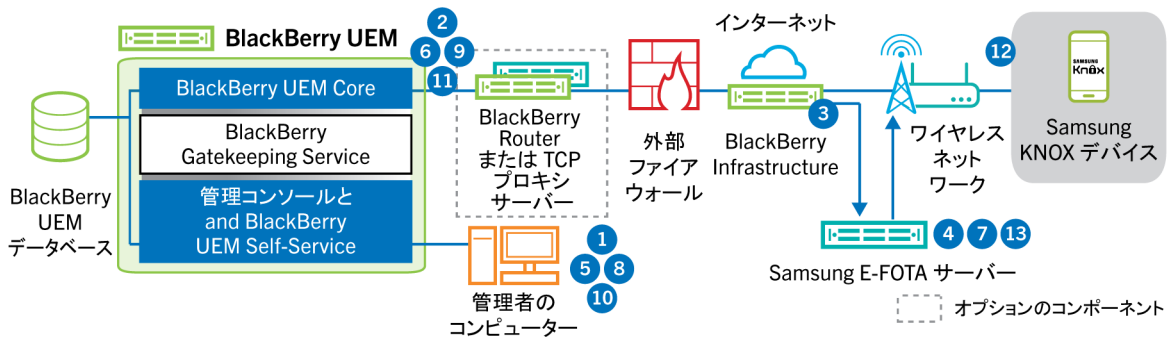 BlackBerry UEM
BlackBerry UEM Core
BlackBerry
Gatekeeping Service
管理コンソールと
and BlackBerry
UEM Self-Service
BlackBerry
UEM
データベース
2
6
9
11
BlackBerry
Router
または TCP
プロキシ
サーバー
管理者の
コンピューター
1
5
8
10
外部
ファイア
ウォール
インターネット
3
BlackBerry
Infrastructure
ワイヤレス
ネット
ワーク
12
SAMSUNG
Knox
Samsung
KNOX デバイス
4
7
13
Samsung E-FOTA サーバー
オプションのコンポーネント